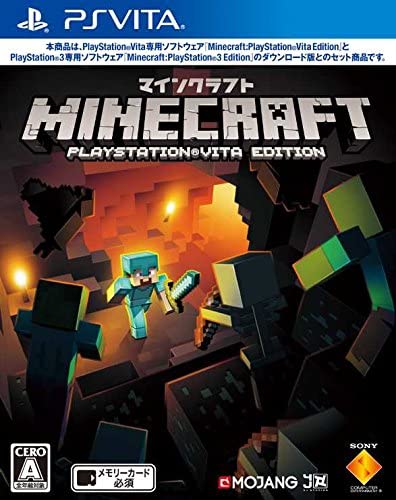 PSVITA
本商品は、PlayStation®Vita専用ソフトウェア「Minecraft:PlayStation®Vita Edition」と
PlayStation®3専用ソフトウェア「Minecraft:PlayStation®3 Edition」のダウンロード版とのセット商品です。
マインクラフト
MINECRAFT
PLAYSTATION®VITA EDITION
CERO
A
全年齢対象
メモリーカード
必須
MOJANG
SONY
COMPUTER
ENTERTAINMENT